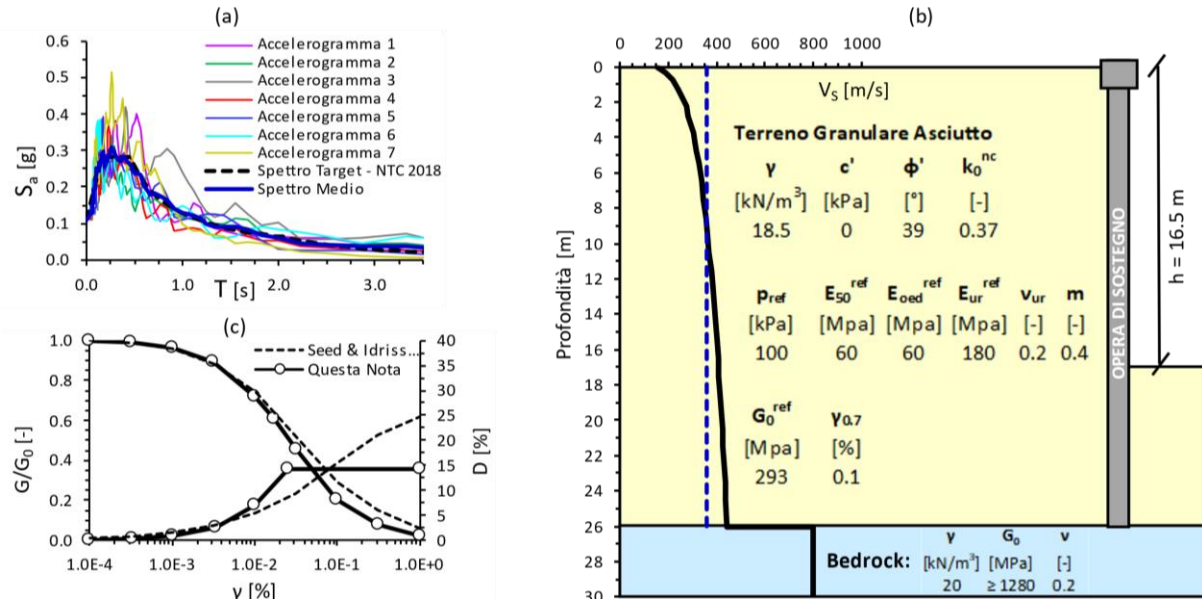 (a)
0.6
0.5
0.4
0.3
0.2
0.1
0.0
Sa [g]
Accelerogramma 1
Accelerogramma 2
Accelerogramma 3
Accelerogramma 4
Accelerogramma 5
Accelerogramma 6
Accelerogramma 7
Spettro Target - NTC 2018
Spettro Medio
0.0 1.0 2.0 3.0
T [s]
(c)
1.0
0.8
0.6
0.4
0.2
0.0
G/G0 [-]
Seed & Idriss...
Questa Nota
40
35
30
25
20
15
10
5
0
D [%]
1.0E-4 1.0E-3 1.0E-2 1.0E-1 1.0E+0
γ [%]
(b)
0 200 400 600 800 1000
VS [m/s]
0
2
4
6
8
10
12
14
16
18
20
22
24
26
28
30
Profondità [m]
Terreno Granulare Asciutto
γ c' ϕ' k0nc
[kN/m3] [kPa] [°] [-]
18.5 0 39 0.37
pref E50ref Eoedref Eurref νur m
[kPa] [Mpa] [Mpa] [Mpa] [-] [-]
100 60 60 180 0.2 0.4
G0ref γ0.7
[Mpa] [%]
293 0.1
OPERA DI SOSTEGNO
h = 16.5 m
γ G0 ν
Bedrock: [kN/m3] [MPa] [-]
20 ≥ 1280 0.2